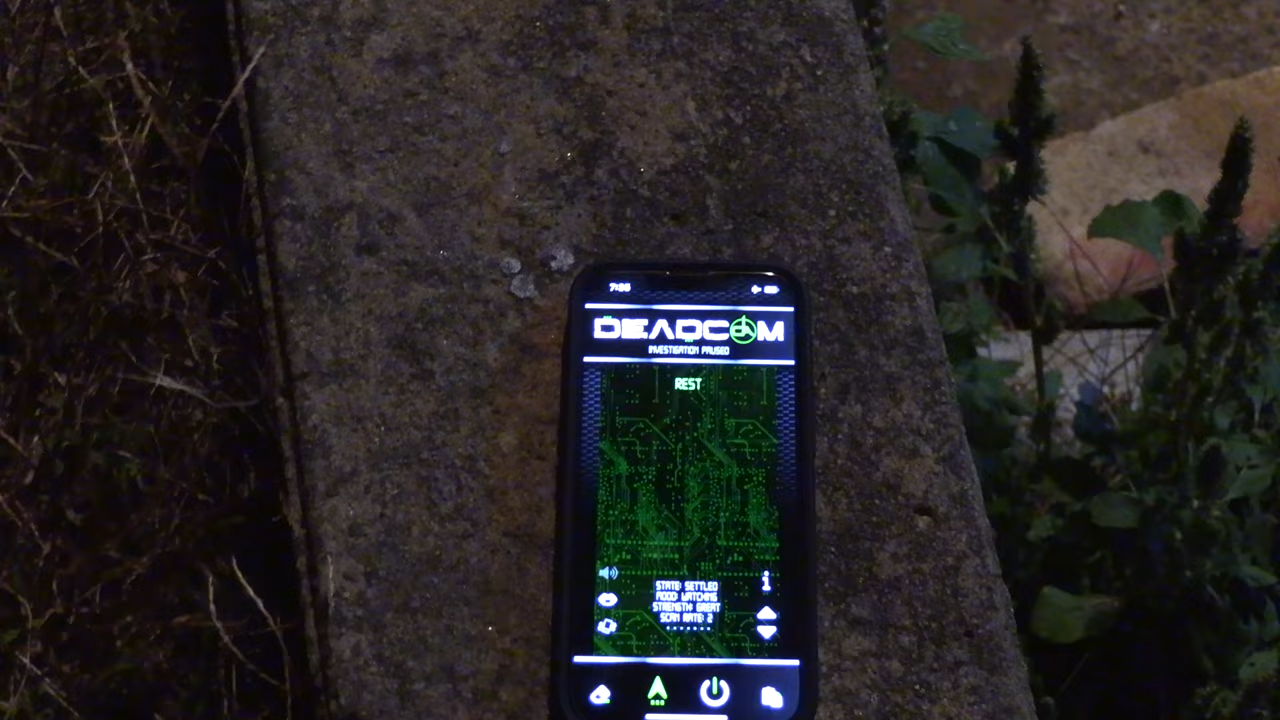 DEADCOM
INVESTIGATION PAUSED
REST
STATE: SETTLED
MOOD: WATCHING
STRENGTH: GREAT
SCAN RATE: 2